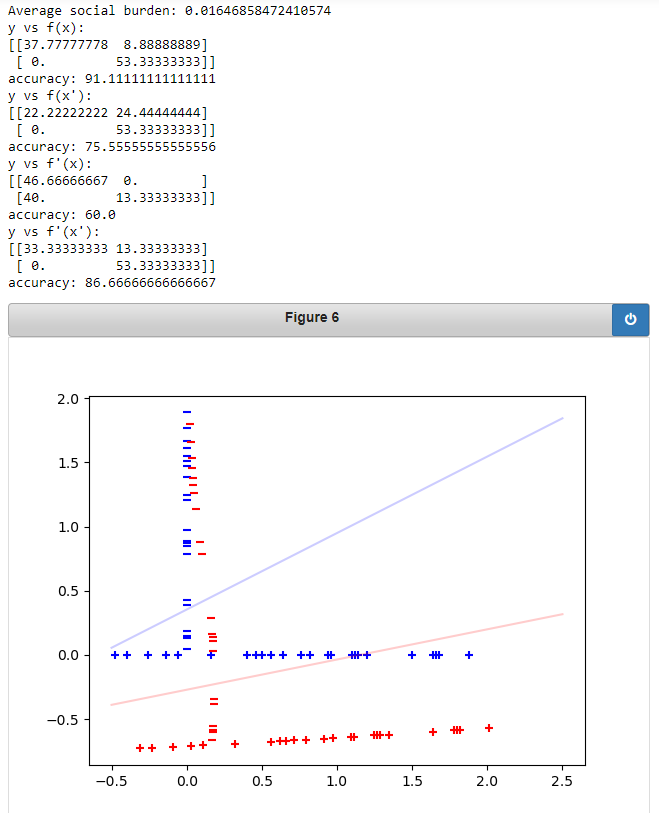 Average social burden: 0.01646858472410574
y vs f(x):
[[37.77777778  8.88888889]
 [ 0.         53.33333333]]
accuracy: 91.11111111111111
y vs f(x'):
[[22.22222222 24.44444444]
 [ 0.         53.33333333]]
accuracy: 75.55555555555556
y vs f'(x):
[[46.66666667  0.        ]
 [40.         13.33333333]]
accuracy: 60.0
y vs f'(x'):
[[33.33333333 13.33333333]
 [ 0.         53.33333333]]
accuracy: 86.66666666666667
Figure 6
2.0
1.5
1.0
0.5
0.0
−0.5
−0.5 0.0 0.5 1.0 1.5 2.0 2.5